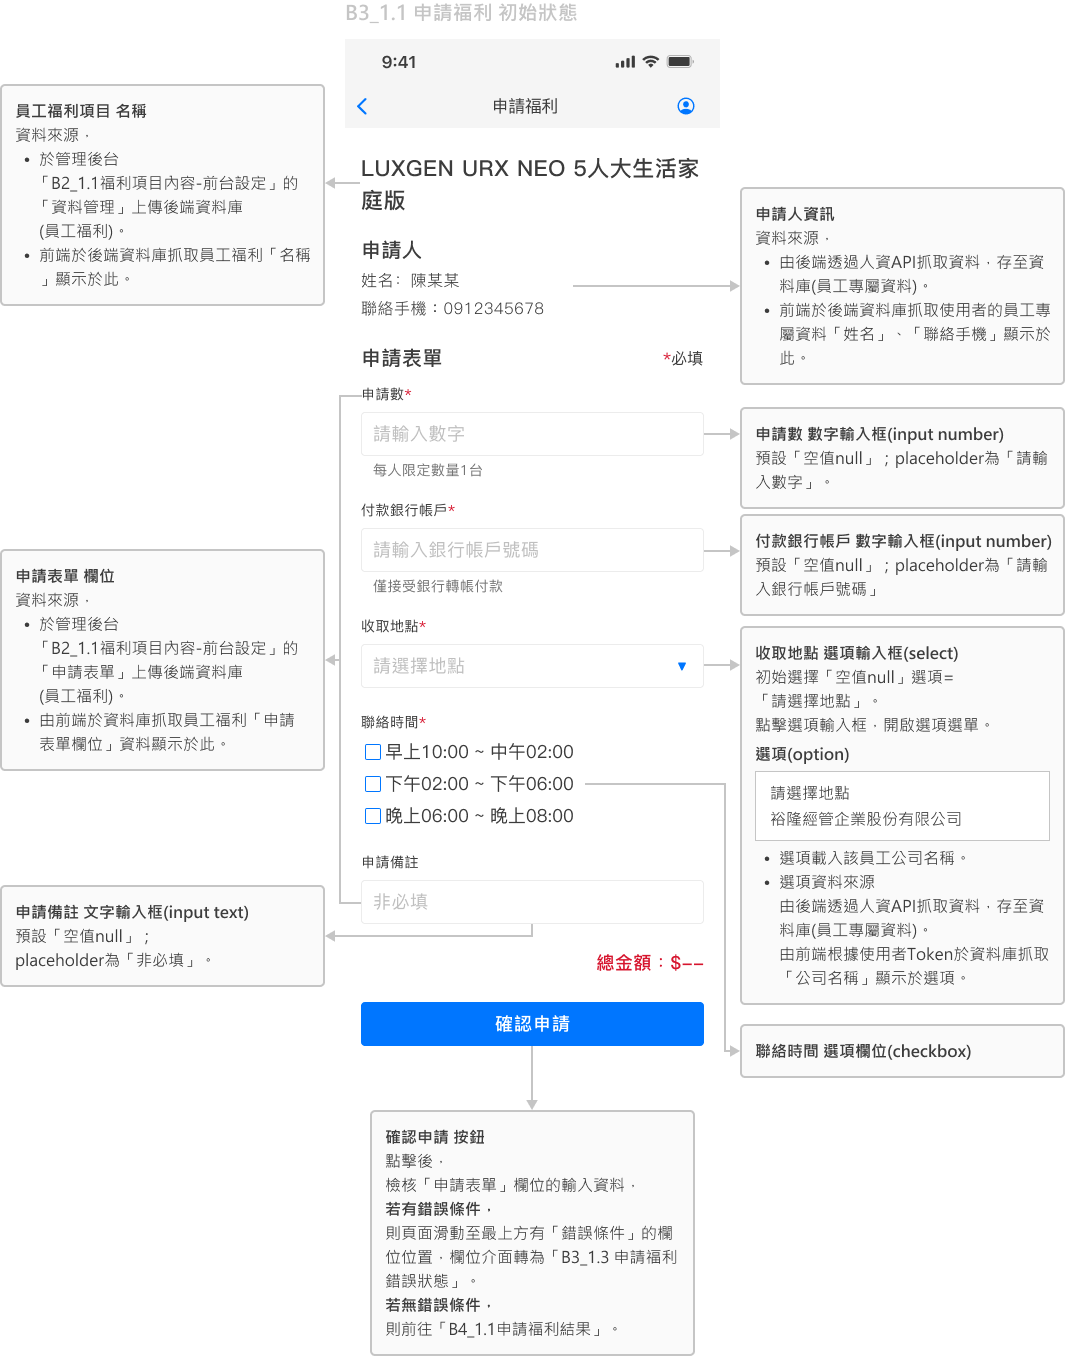 B3_1.1 申請福利 初始狀態
9:41
申請福利
LUXGEN URX NEO 5人大生活家
庭版
申請人
姓名：陳某某
聯絡手機：0912345678
申請表單
*必填
申請數*
請輸入數字
每人限定數量1台
付款銀行帳戶*
請輸入銀行帳戶號碼
僅接受銀行轉帳付款
收取地點*
請選擇地點
▼
聯絡時間*
早上10:00 ~ 中午02:00
下午02:00 ~ 下午06:00
晚上06:00 ~ 晚上08:00
申請備註
非必填
總金額：$--
確認申請
員工福利項目 名稱
資料來源，
• 於管理後台
「B2_1.1福利項目內容-前台設定」的
「資料管理」上傳後端資料庫
(員工福利)。
• 前端於後端資料庫抓取員工福利「名稱
」顯示於此。
申請表單 欄位
資料來源，
• 於管理後台
「B2_1.1福利項目內容-前台設定」的
「申請表單」上傳後端資料庫
(員工福利)。
• 由前端於資料庫抓取員工福利「申請
表單欄位」資料顯示於此。
申請備註 文字輸入框(input text)
預設「空值null」；
placeholder為「非必填」。
申請人資訊
資料來源，
• 由後端透過人資API抓取資料，存至資
料庫(員工專屬資料)。
• 前端於後端資料庫抓取使用者的員工專
屬資料「姓名」、「聯絡手機」顯示於
此。
申請數 數字輸入框(input number)
預設「空值null」；placeholder為「請輸
入數字」。
付款銀行帳戶 數字輸入框(input number)
預設「空值null」；placeholder為「請輸
入銀行帳戶號碼」
收取地點 選項輸入框(select)
初始選擇「空值null」選項=
「請選擇地點」。
點擊選項輸入框，開啟選項選單。
選項(option)
請選擇地點
裕隆經管企業股份有限公司
• 選項載入該員工公司名稱。
• 選項資料來源
由後端透過人資API抓取資料，存至資
料庫(員工專屬資料)。
由前端根據使用者Token於資料庫抓取
「公司名稱」顯示於選項。
聯絡時間 選項欄位(checkbox)
確認申請 按鈕
點擊後，
檢核「申請表單」欄位的輸入資料，
若有錯誤條件，
則頁面滑動至最上方有「錯誤條件」的欄
位位置，欄位介面轉為「B3_1.3 申請福利
錯誤狀態」。
若無錯誤條件，
則前往「B4_1.1申請福利結果」。